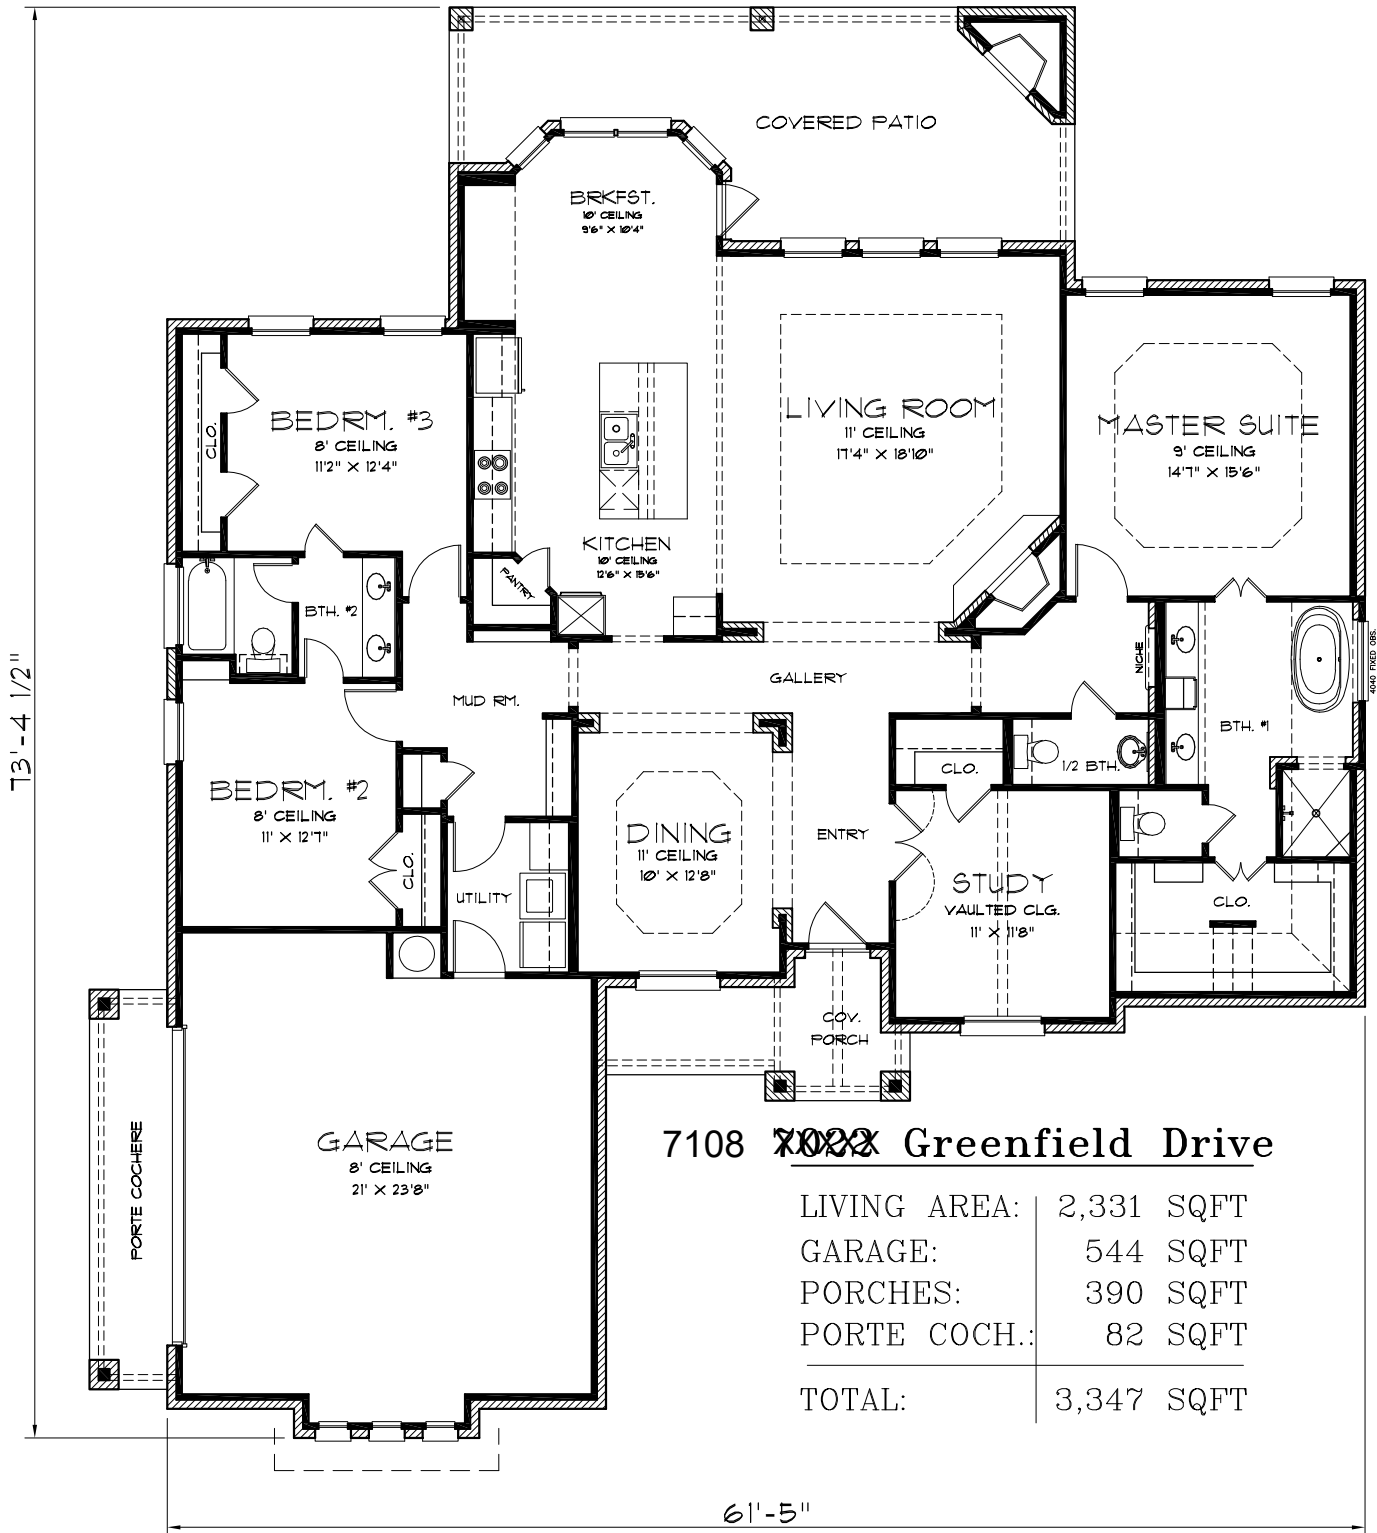 COVERED PATIO
BRKFST.
10' CEILING
9'6" X 10'4"
BEDRM. #3
8' CEILING
11'2" X 12'4"
CLO.
LIVING ROOM
11' CEILING
17'4" X 18'10"
MASTER SUITE
9' CEILING
14'7" X 15'6"
KITCHEN
10' CEILING
12'6" X 15'6"
PANTRY
BTH. #2
73'-4 1/2"
MUD RM.
GALLERY
NICHE
4040 FIXED OBS.
BTH. #1
1/2 BTH.
CLO.
BEDRM. #2
8' CEILING
11' X 12'7"
CLO.
DINING
11' CEILING
10' X 12'8"
ENTRY
UTILITY
STUDY
VAULTED CLG.
11' X 11'8"
CLO.
COV.
PORCH
PORTE COCHERE
GARAGE
8' CEILING
21' X 23'8"
7108 Greenfield Drive
LIVING AREA: 2,331 SQFT
GARAGE: 544 SQFT
PORCHES: 390 SQFT
PORTE COCH.: 82 SQFT
TOTAL: 3,347 SQFT
61'-5"